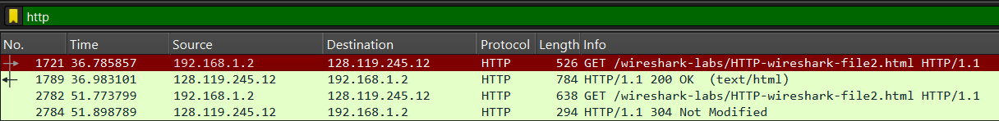 http
No. Time Source Destination Protocol Length Info
1721 36.785857 192.168.1.2 128.119.245.12 HTTP 526 GET /wireshark-labs/HTTP-wireshark-file2.html HTTP/1.1
1789 36.983101 128.119.245.12 192.168.1.2 HTTP 784 HTTP/1.1 200 OK (text/html)
2782 51.773799 192.168.1.2 128.119.245.12 HTTP 638 GET /wireshark-labs/HTTP-wireshark-file2.html HTTP/1.1
2784 51.898789 128.119.245.12 192.168.1.2 HTTP 294 HTTP/1.1 304 Not Modified